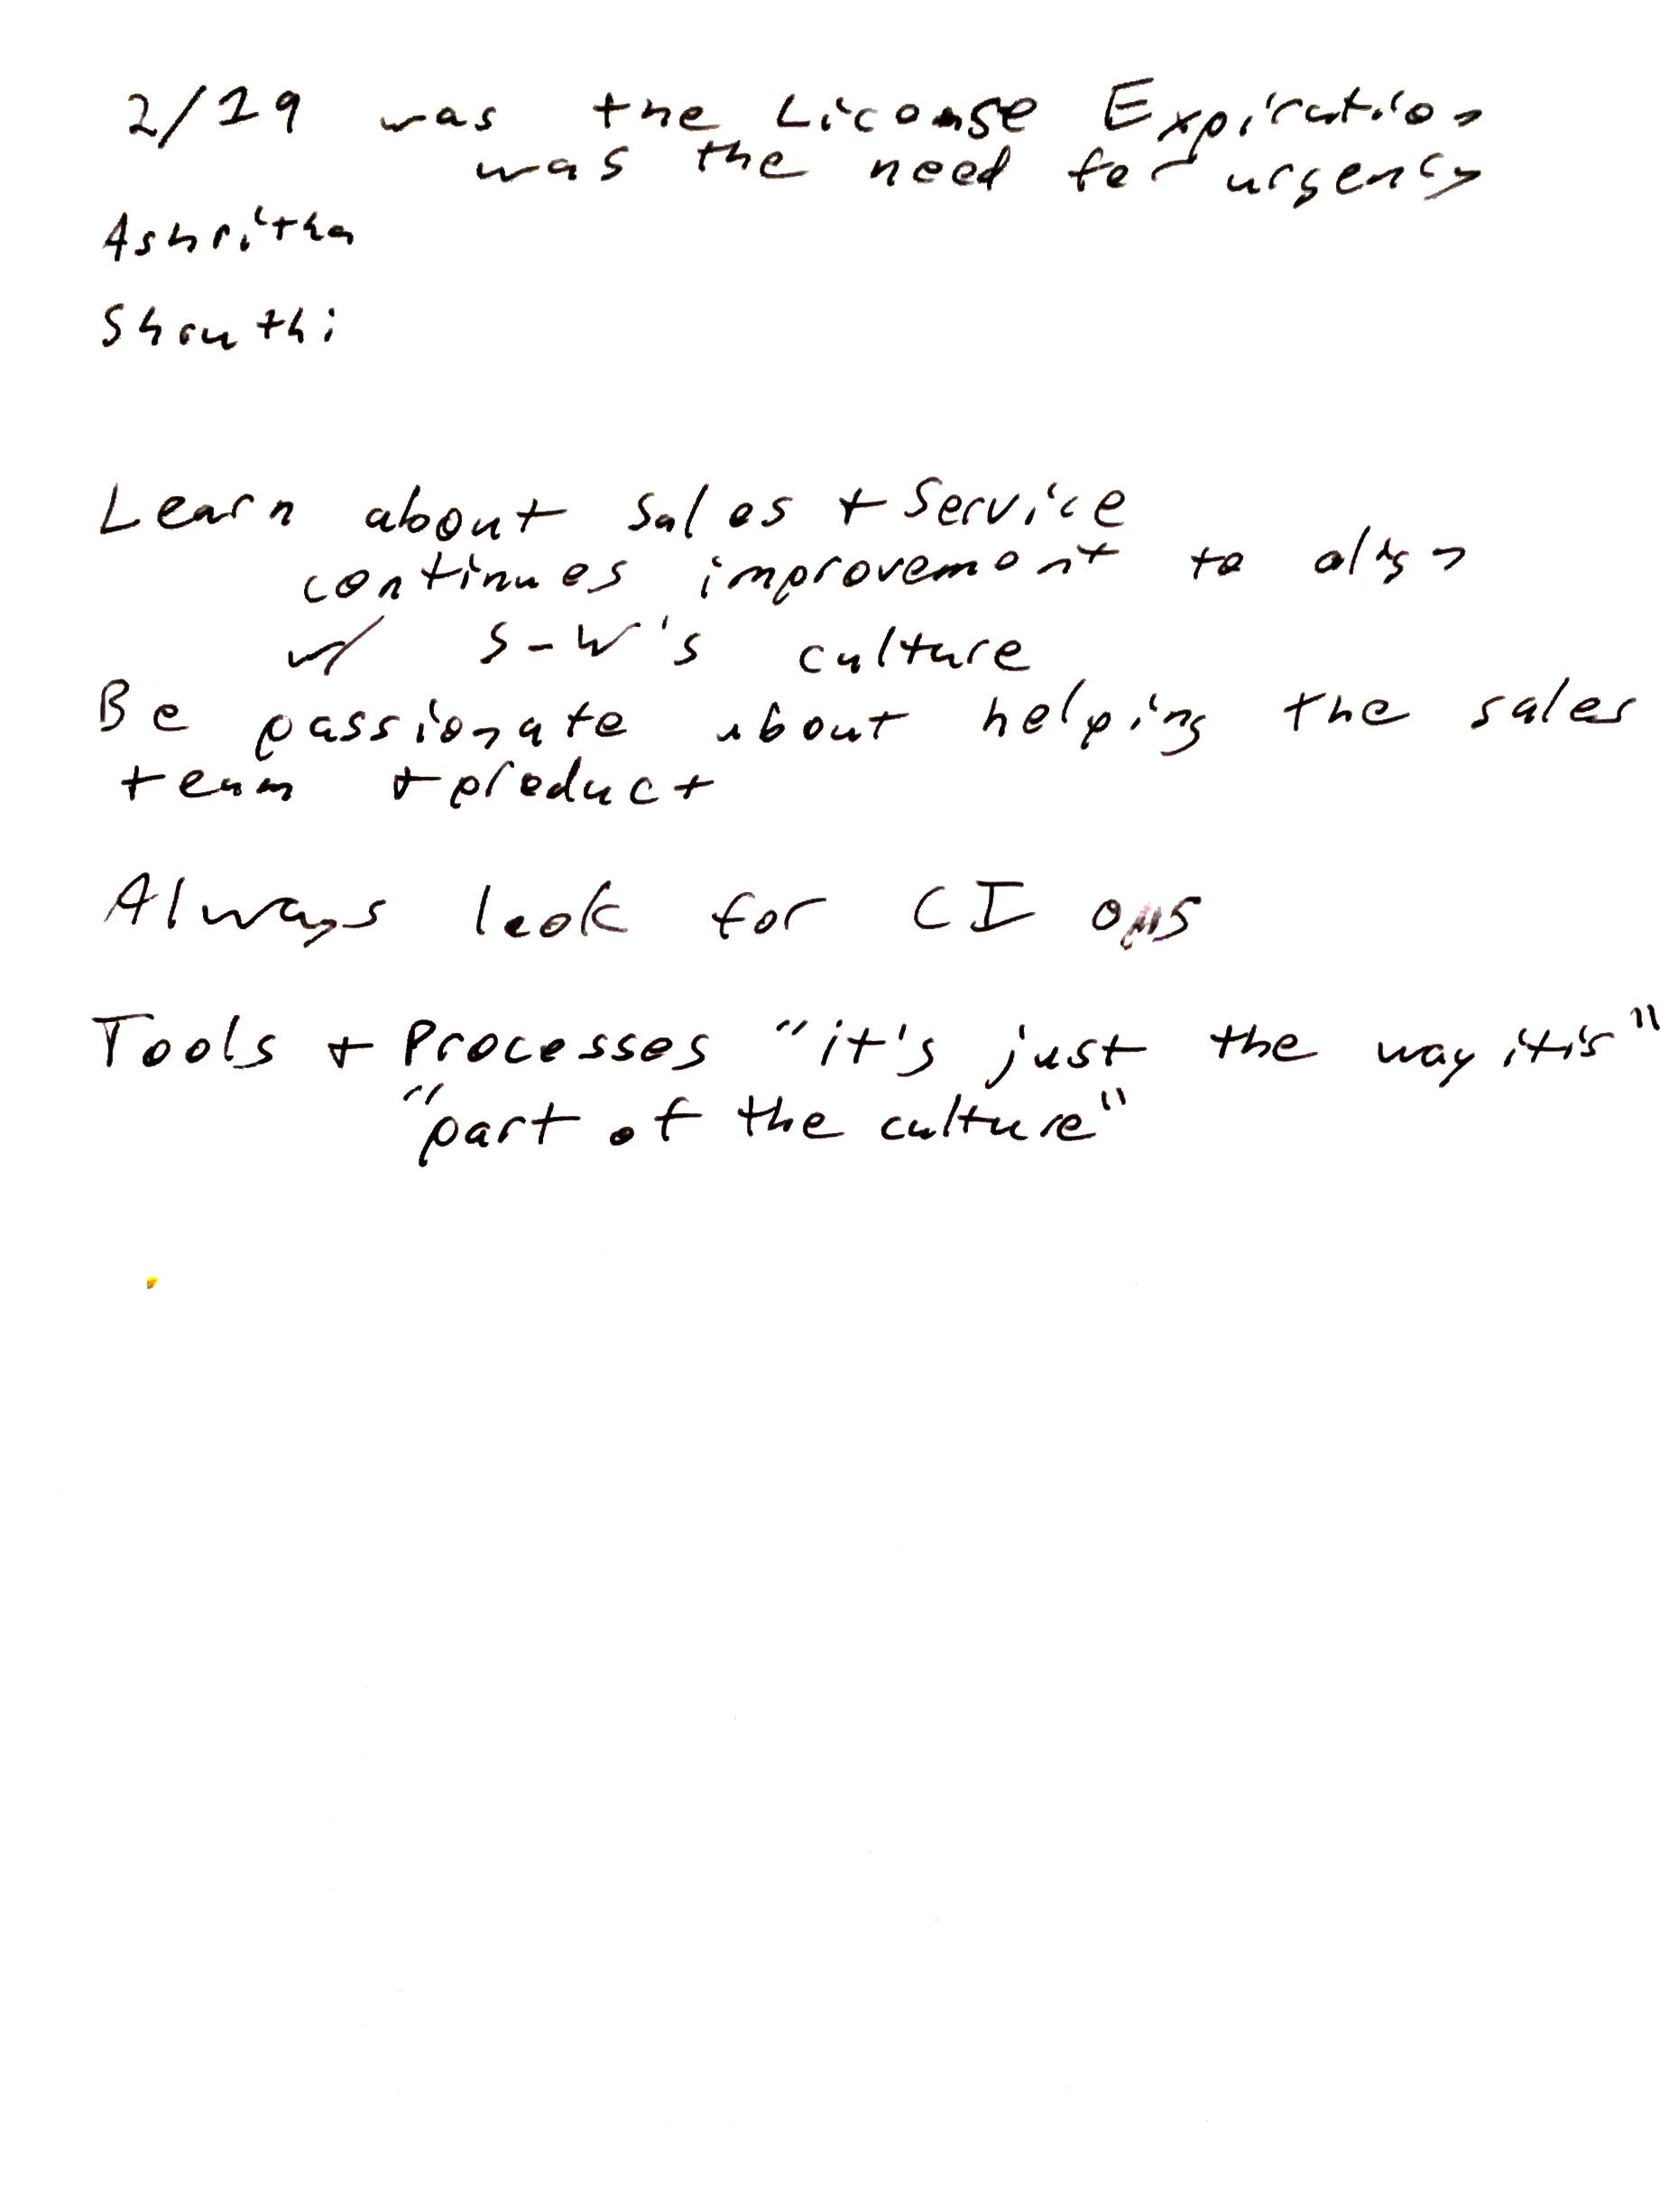 2/19 was the License Expiration
was the need for urgency
Ashritha
Shruthi
Learn about sales + Service
continues improvement to align
w/ S-W's culture
Be passionate about helping the sales
team + product
Always look for CI
Tools + Processes "it's just the way it is"
"part of the culture"